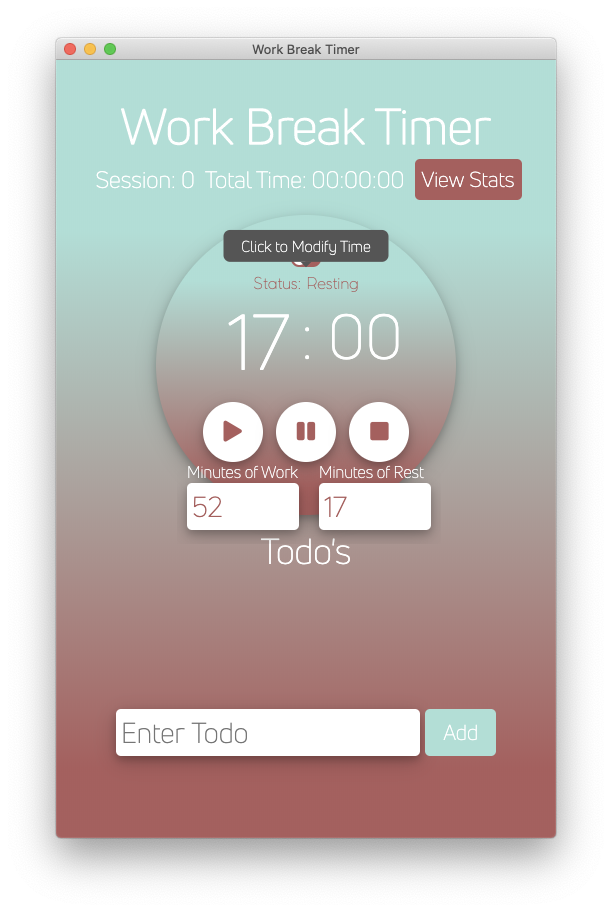 Work Break Timer
Work Break Timer
Session: 0 Total Time: 00:00:00 View Stats
Click to Modify Time
Status: Resting
17 : 00
Minutes of Work Minutes of Rest
52 17
Todo's
Enter Todo Add